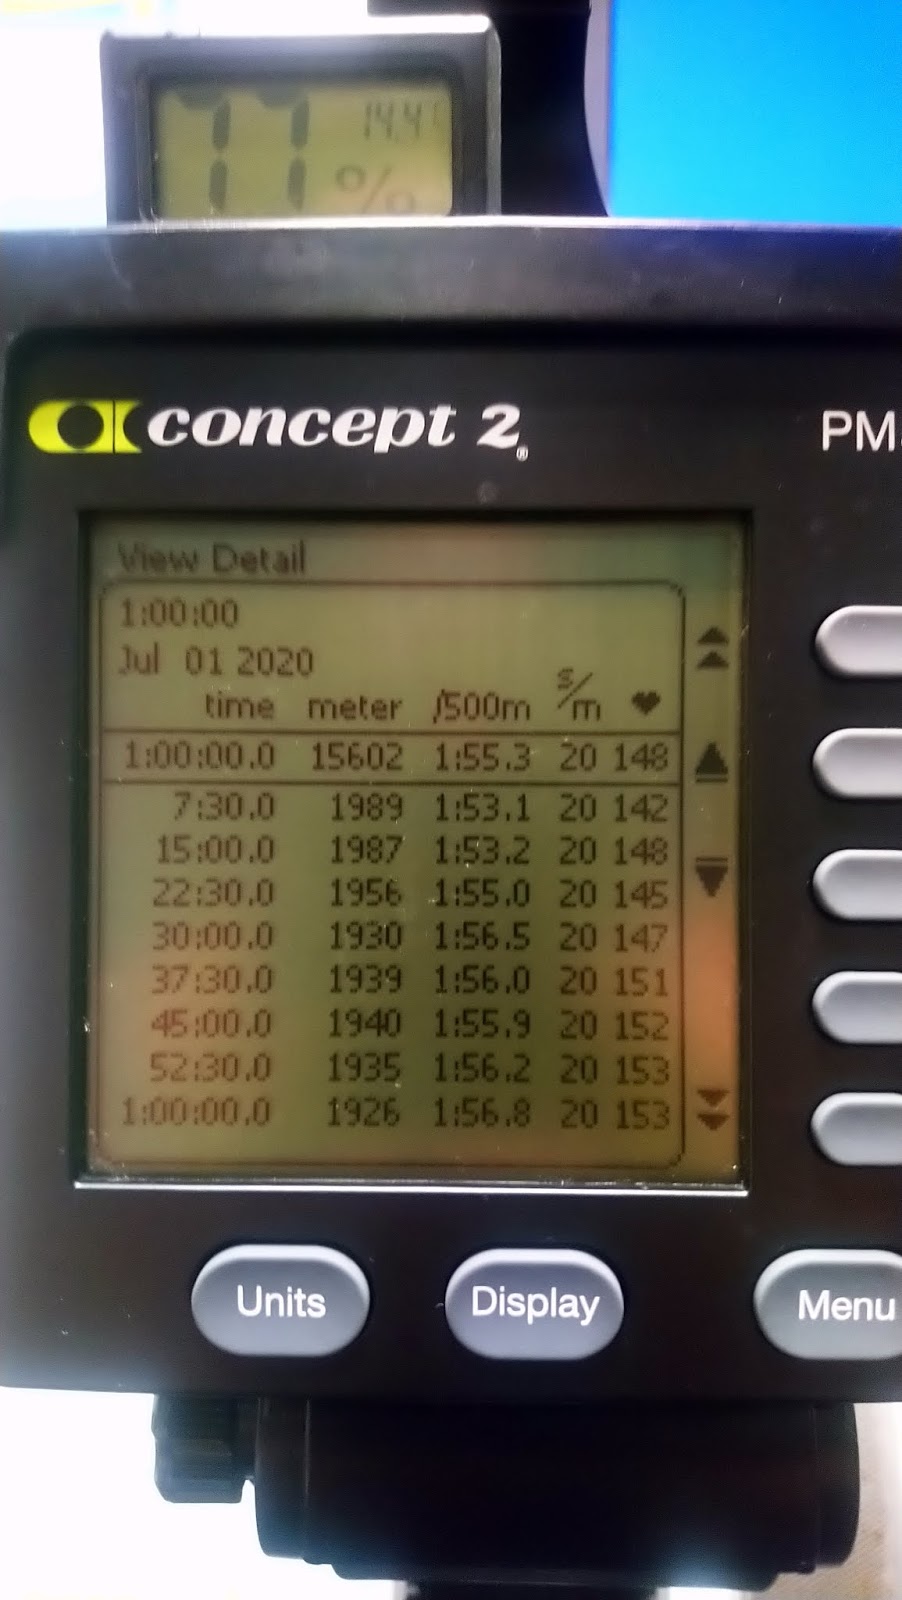 77 14.4°C
%
concept 2®
PM
View Detail
1:00:00
Jul 01 2020
time meter /500m s/m ♥
1:00:00.0 15602 1:55.3 20 148
7:30.0 1989 1:53.1 20 142
15:00.0 1987 1:53.2 20 148
22:30.0 1956 1:55.0 20 145
30:00.0 1930 1:56.5 20 147
37:30.0 1939 1:56.0 20 151
45:00.0 1940 1:55.9 20 152
52:30.0 1935 1:56.2 20 153
1:00:00.0 1926 1:56.8 20 153
Units Display Menu